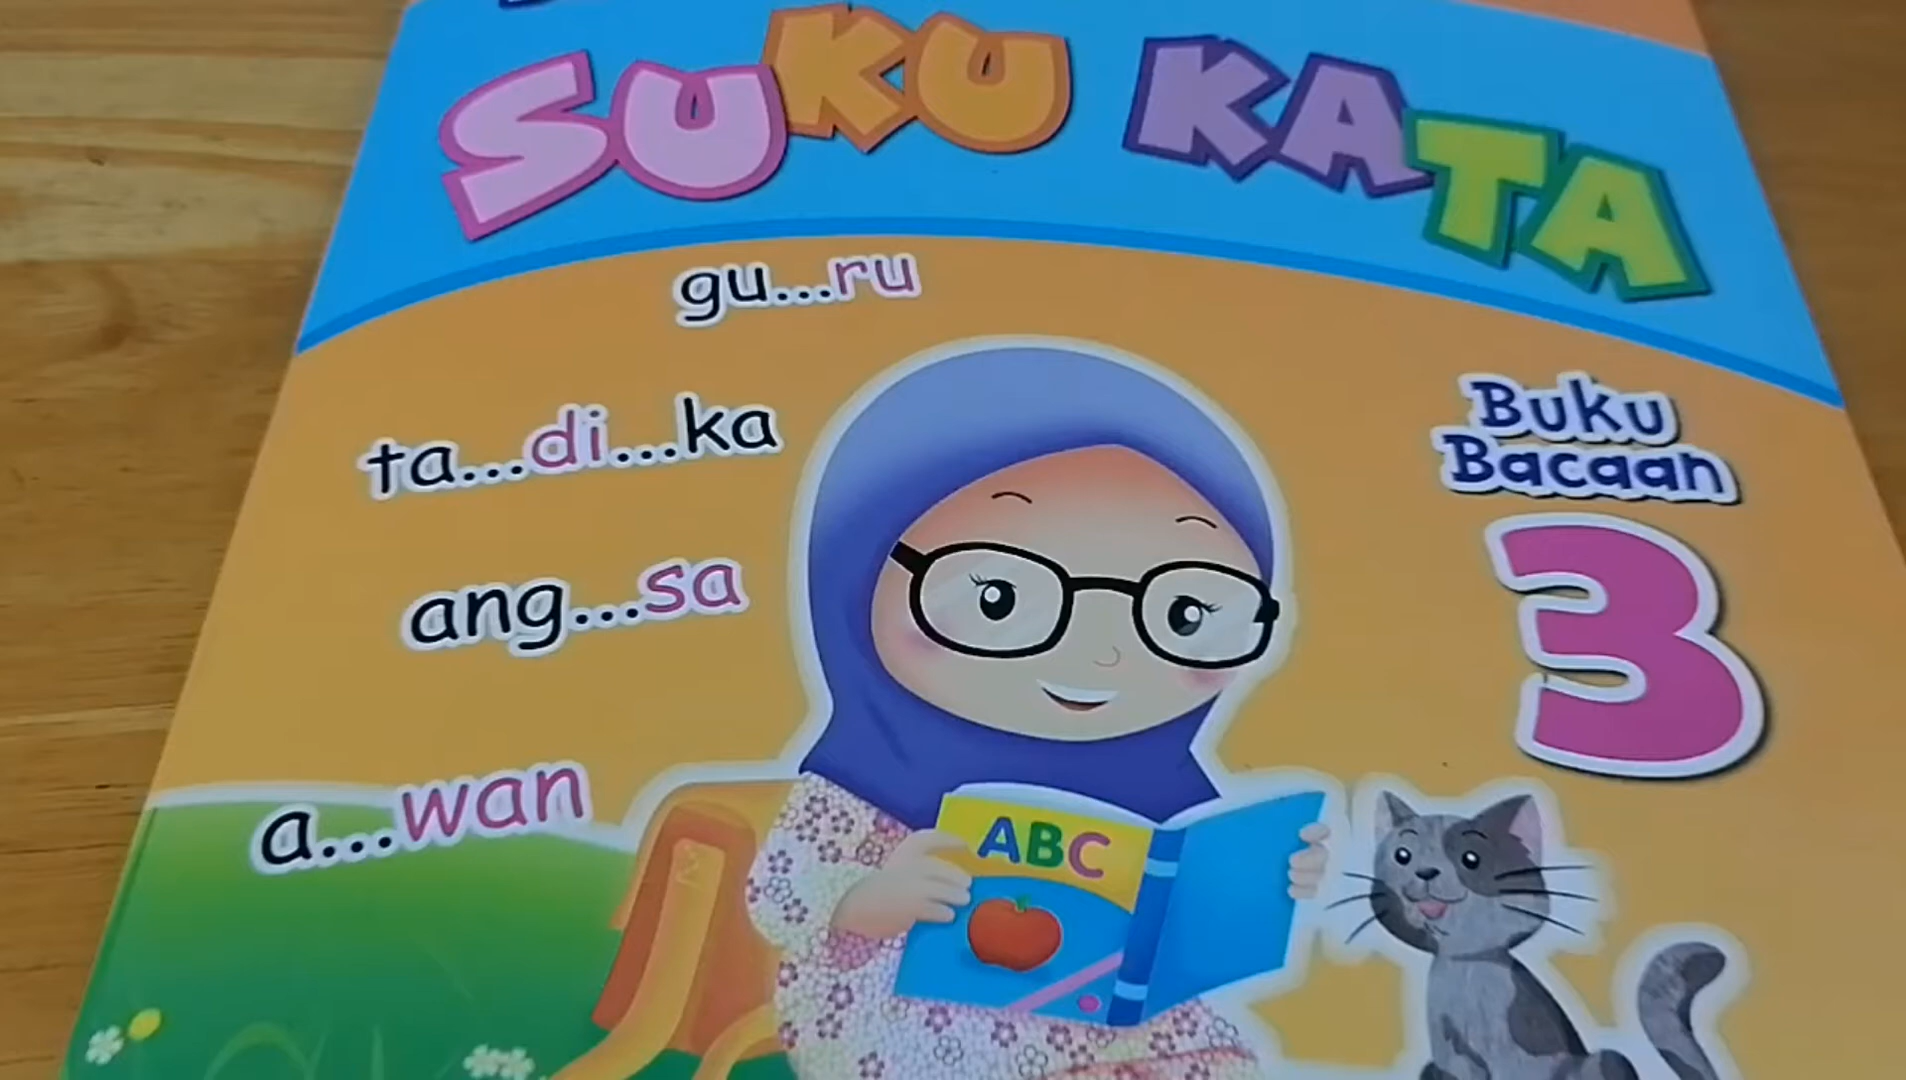 SUKU KATA
gu...ru
ta...di...ka
ang...sa
a...wan
Buku
Bacaan
3
ABC